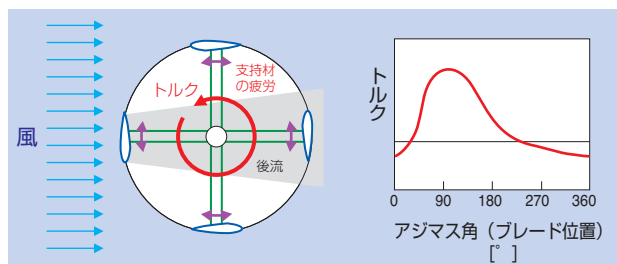 風
トルク
支持材
の疲労
後流
トルク
0 90 180 270 360
アジマス角（ブレード位置）
[°]